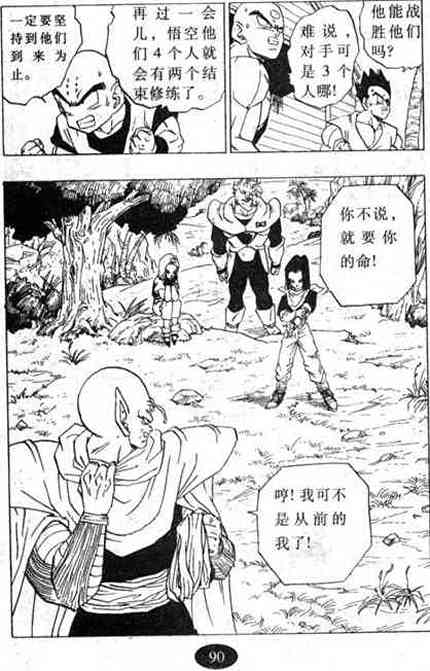 他能战
胜他们
吗?
难说,
对手可
是3个
人哪!
再过一会
儿,悟空他
们4个人就
会有两个结
束修练了。
一定要坚
持到他们
到来为
止。
你不说,
就要你
的命!
哼!我可不
是从前的
我了!
90